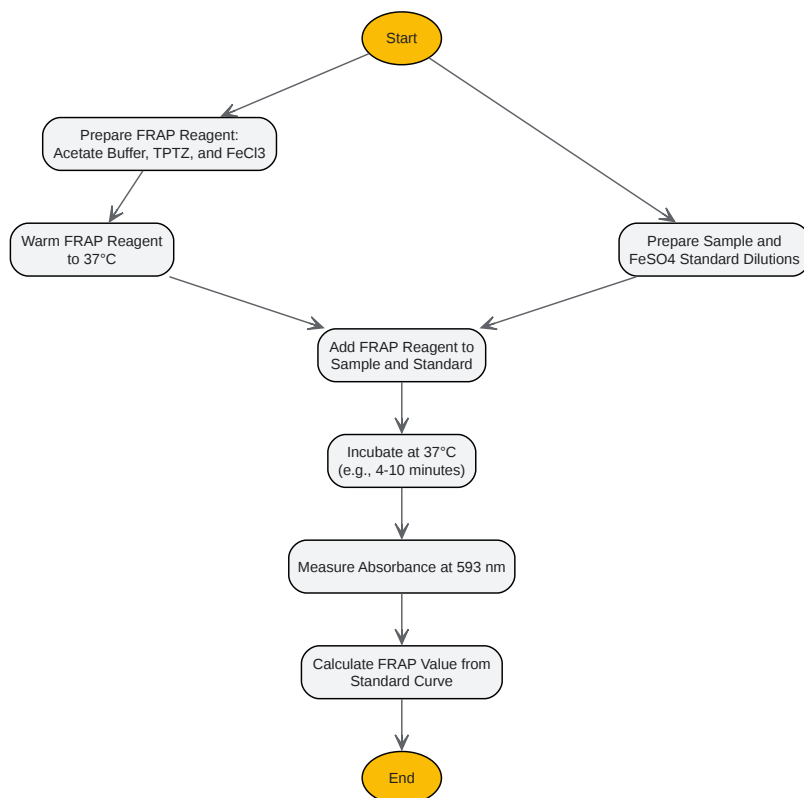 Start
Prepare FRAP Reagent:
Acetate Buffer, TPTZ, and FeCl3
Warm FRAP Reagent
to 37°C
Prepare Sample and
FeSO4 Standard Dilutions
Add FRAP Reagent to
Sample and Standard
Incubate at 37°C
(e.g., 4-10 minutes)
Measure Absorbance at 593 nm
Calculate FRAP Value from
Standard Curve
End